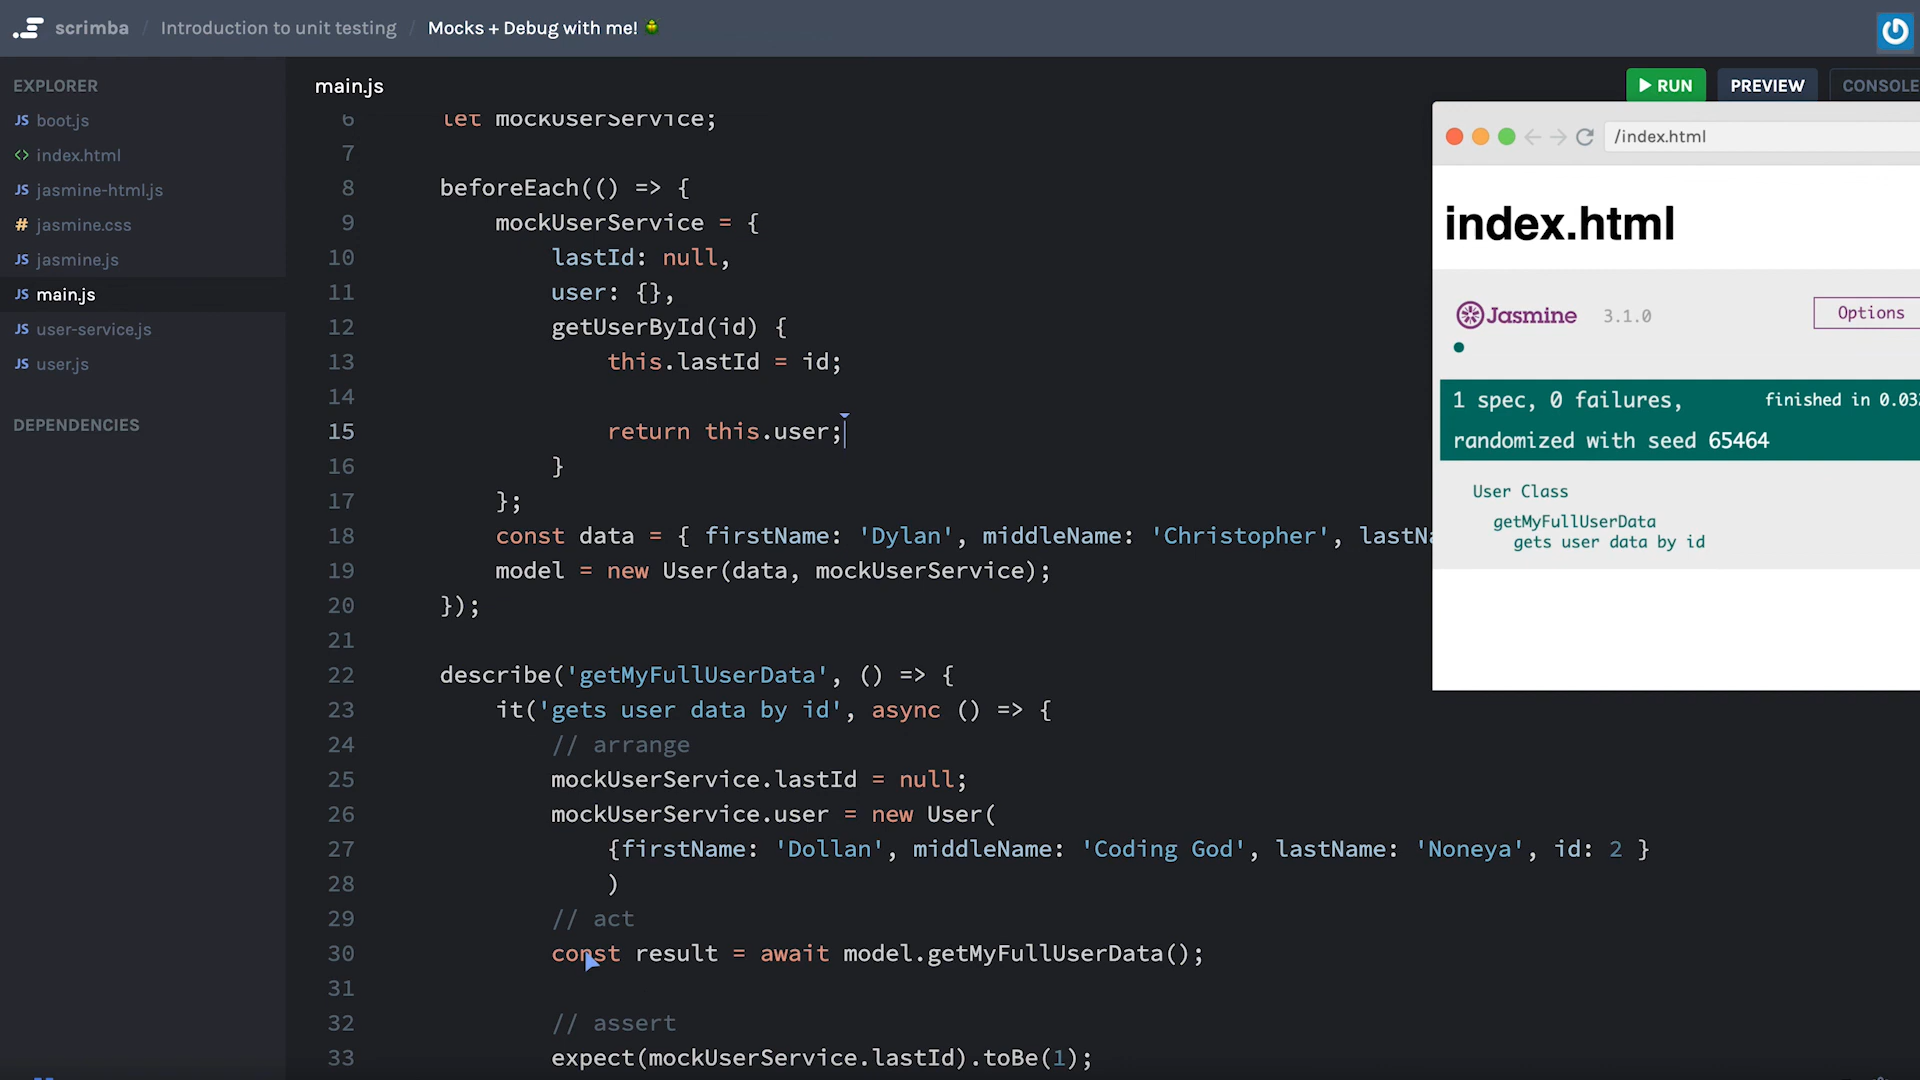 scrimba / Introduction to unit testing / Mocks + Debug with me!
EXPLORER
JS boot.js
<> index.html
JS jasmine-html.js
# jasmine.css
JS jasmine.js
JS main.js
JS user-service.js
JS user.js
DEPENDENCIES
main.js
RUN PREVIEW CONSOLE
6 let mockUserService;
7
8 beforeEach(() => {
9 mockUserService = {
10 lastId: null,
11 user: {},
12 getUserById(id) {
13 this.lastId = id;
14
15 return this.user;
16 }
17 };
18 const data = { firstName: 'Dylan', middleName: 'Christopher', lastNa
19 model = new User(data, mockUserService);
20 });
21
22 describe('getMyFullUserData', () => {
23 it('gets user data by id', async () => {
24 // arrange
25 mockUserService.lastId = null;
26 mockUserService.user = new User(
27 {firstName: 'Dollan', middleName: 'Coding God', lastName: 'Noneya', id: 2 }
28 )
29 // act
30 const result = await model.getMyFullUserData();
31
32 // assert
33 expect(mockUserService.lastId).toBe(1);
/index.html
index.html
Jasmine 3.1.0 Options
1 spec, 0 failures, finished in 0.03
randomized with seed 65464
User Class
getMyFullUserData
gets user data by id